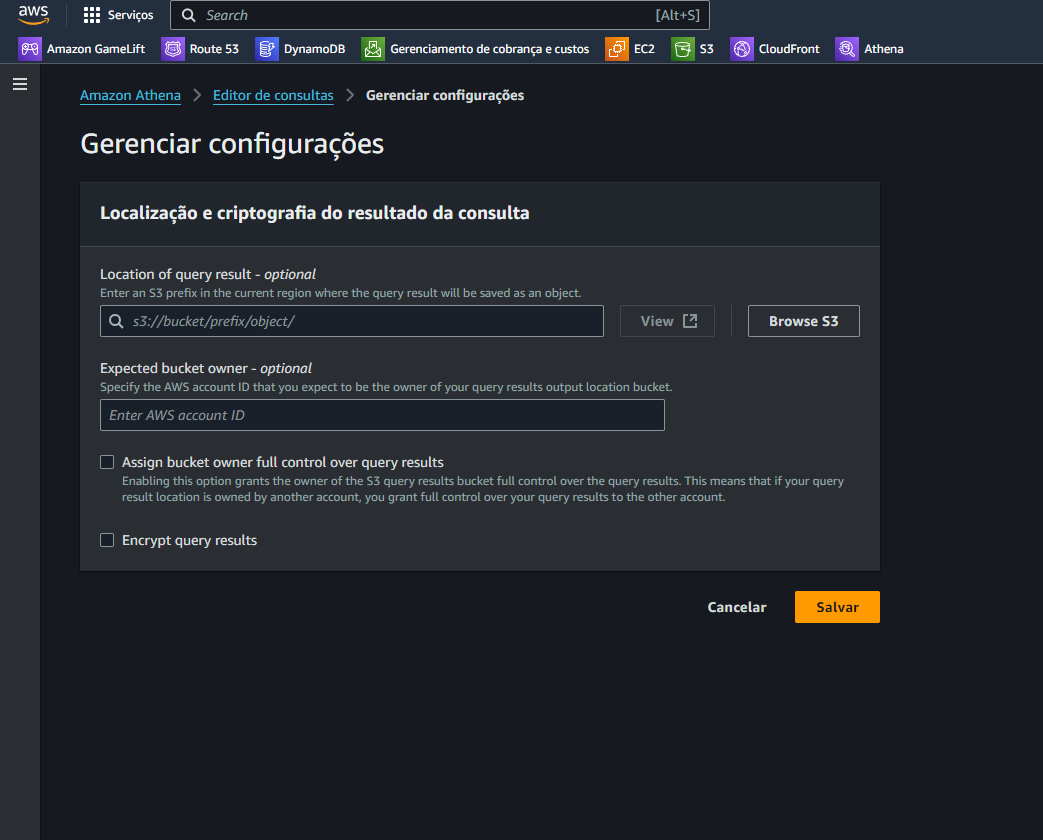 aws Serviços Search [Alt+S]
Amazon GameLift Route 53 DynamoDB Gerenciamento de cobrança e custos EC2 S3 CloudFront Athena
Amazon Athena > Editor de consultas > Gerenciar configurações
Gerenciar configurações
Localização e criptografia do resultado da consulta
Location of query result - optional
Enter an S3 prefix in the current region where the query result will be saved as an object.
s3://bucket/prefix/object/ View Browse S3
Expected bucket owner - optional
Specify the AWS account ID that you expect to be the owner of your query results output location bucket.
Enter AWS account ID
Assign bucket owner full control over query results
Enabling this option grants the owner of the S3 query results bucket full control over the query results. This means that if your query
result location is owned by another account, you grant full control over your query results to the other account.
Encrypt query results
Cancelar Salvar